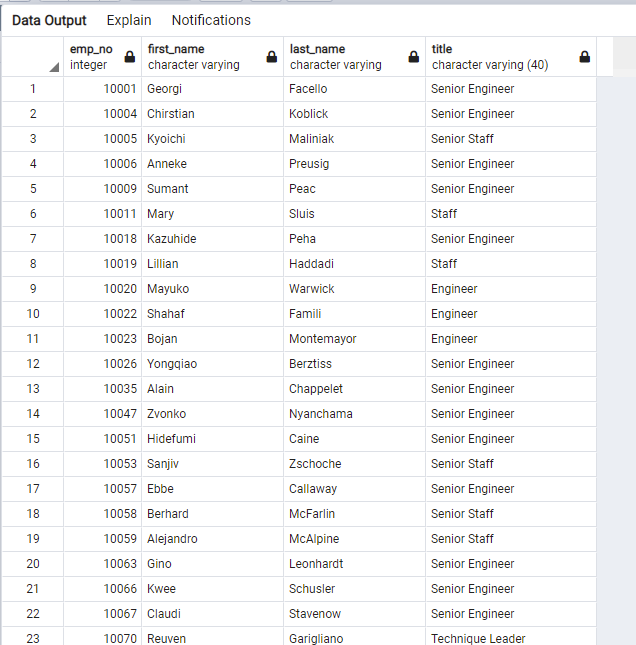 Data Output Explain Notifications
emp_no first_name last_name title
integer character varying character varying character varying (40)
1 10001 Georgi Facello Senior Engineer
2 10004 Chirstian Koblick Senior Engineer
3 10005 Kyoichi Maliniak Senior Staff
4 10006 Anneke Preusig Senior Engineer
5 10009 Sumant Peac Senior Engineer
6 10011 Mary Sluis Staff
7 10018 Kazuhide Peha Senior Engineer
8 10019 Lillian Haddadi Staff
9 10020 Mayuko Warwick Engineer
10 10022 Shahaf Famili Engineer
11 10023 Bojan Montemayor Engineer
12 10026 Yongqiao Berztiss Senior Engineer
13 10035 Alain Chappelet Senior Engineer
14 10047 Zvonko Nyanchama Senior Engineer
15 10051 Hidefumi Caine Senior Engineer
16 10053 Sanjiv Zschoche Senior Staff
17 10057 Ebbe Callaway Senior Engineer
18 10058 Berhard McFarlin Senior Staff
19 10059 Alejandro McAlpine Senior Staff
20 10063 Gino Leonhardt Senior Engineer
21 10066 Kwee Schusler Senior Engineer
22 10067 Claudi Stavenow Senior Engineer
23 10070 Reuven Garigliano Technique Leader